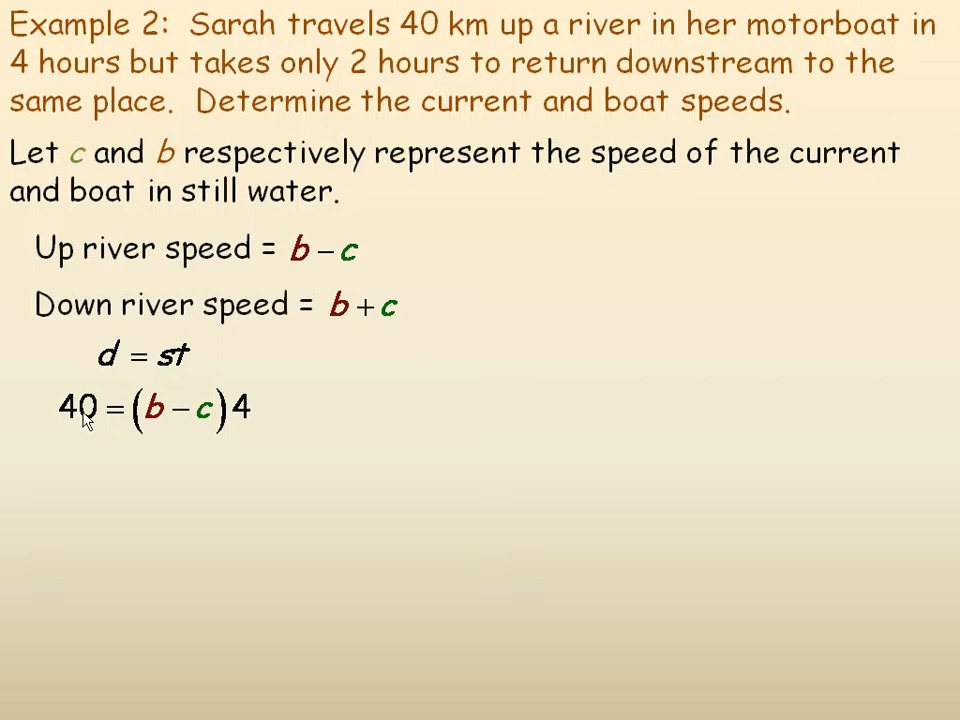 Example 2: Sarah travels 40 km up a river in her motorboat in
4 hours but takes only 2 hours to return downstream to the
same place. Determine the current and boat speeds.
Let c and b respectively represent the speed of the current
and boat in still water.
Up river speed = b − c
Down river speed = b + c
d = st
40 = (b − c)4